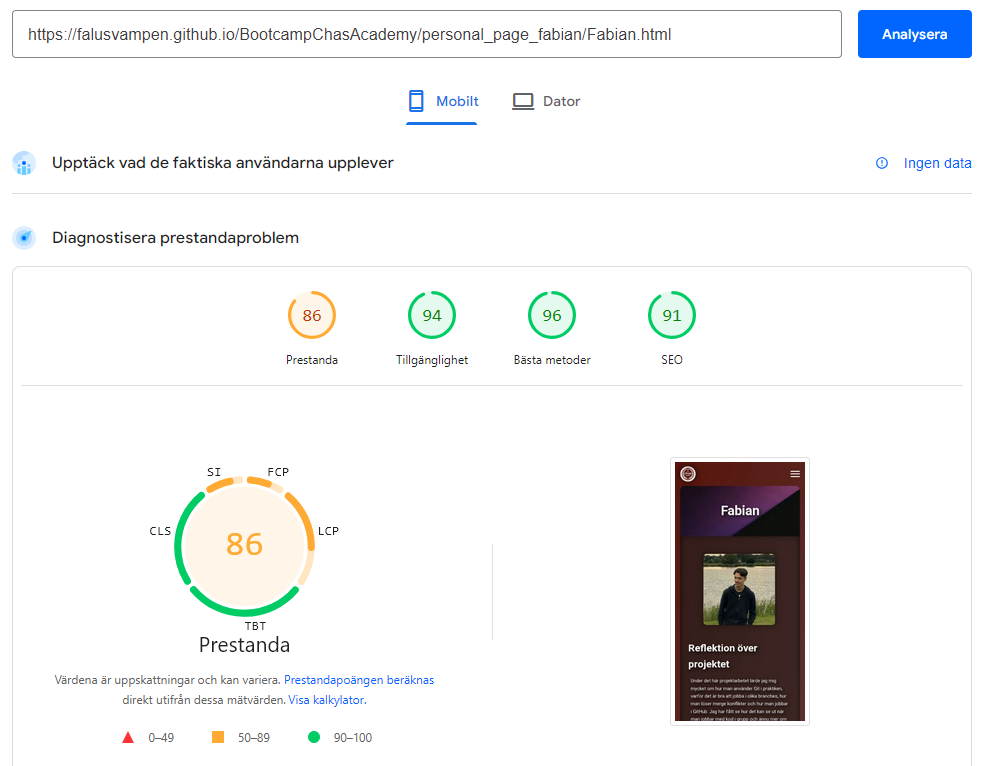 https://falusvampen.github.io/BootcampChasAcademy/personal_page_fabian/Fabian.html
Analysera
Mobilt
Dator
Upptäck vad de faktiska användarna upplever
Ingen data
Diagnostisera prestandaproblem
86
94
96
91
Prestanda
Tillgänglighet
Bästa metoder
SEO
SI
FCP
CLS
LCP
86
TBT
Prestanda
Värdena är uppskattningar och kan variera. Prestandapoängen beräknas
direkt utifrån dessa mätvärden. Visa kalkylator.
0–49
50–89
90–100
Fabian
Reflektion över
projektet
Under det här projektarbetet lärde jag mig
mycket om hur man använder Git i praktiken,
varför det är bra att jobba i olika branches, hur
man löser merge konflikter och hur man jobbar
i GitHub. Jag har fått se hur det kan se ut när
man jobbar med kod i grupp och ännu mer om